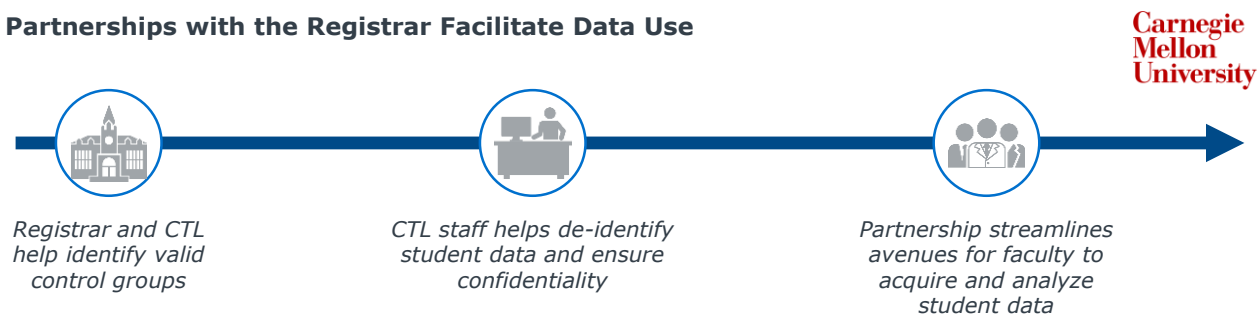 Partnerships with the Registrar Facilitate Data Use
Carnegie
Mellon
University
Registrar and CTL
help identify valid
control groups
CTL staff helps de-identify
student data and ensure
confidentiality
Partnership streamlines
avenues for faculty to
acquire and analyze
student data